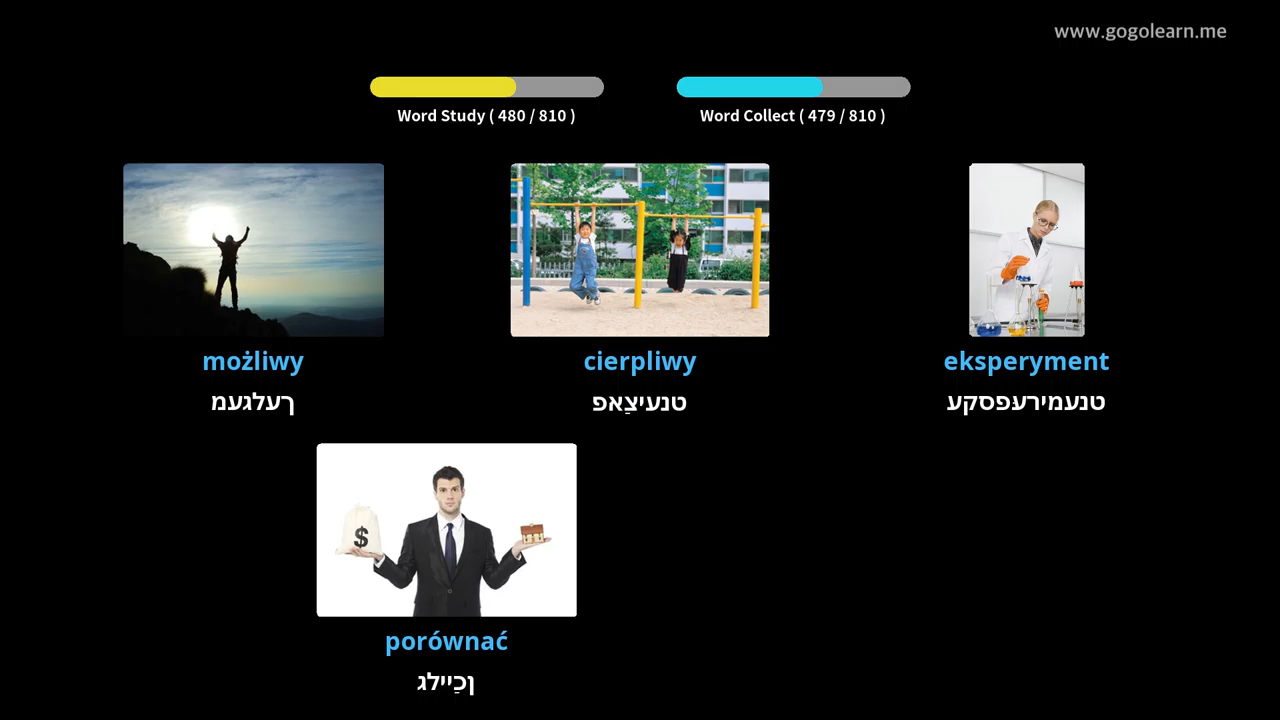 www.gogolearn.me
Word Study ( 480 / 810 )
Word Collect ( 479 / 810 )
możliwy
ךעלגעמ
cierpliwy
טנעיצַאפ
eksperyment
טנעמירעפסקע
porównać
ןכַיילג